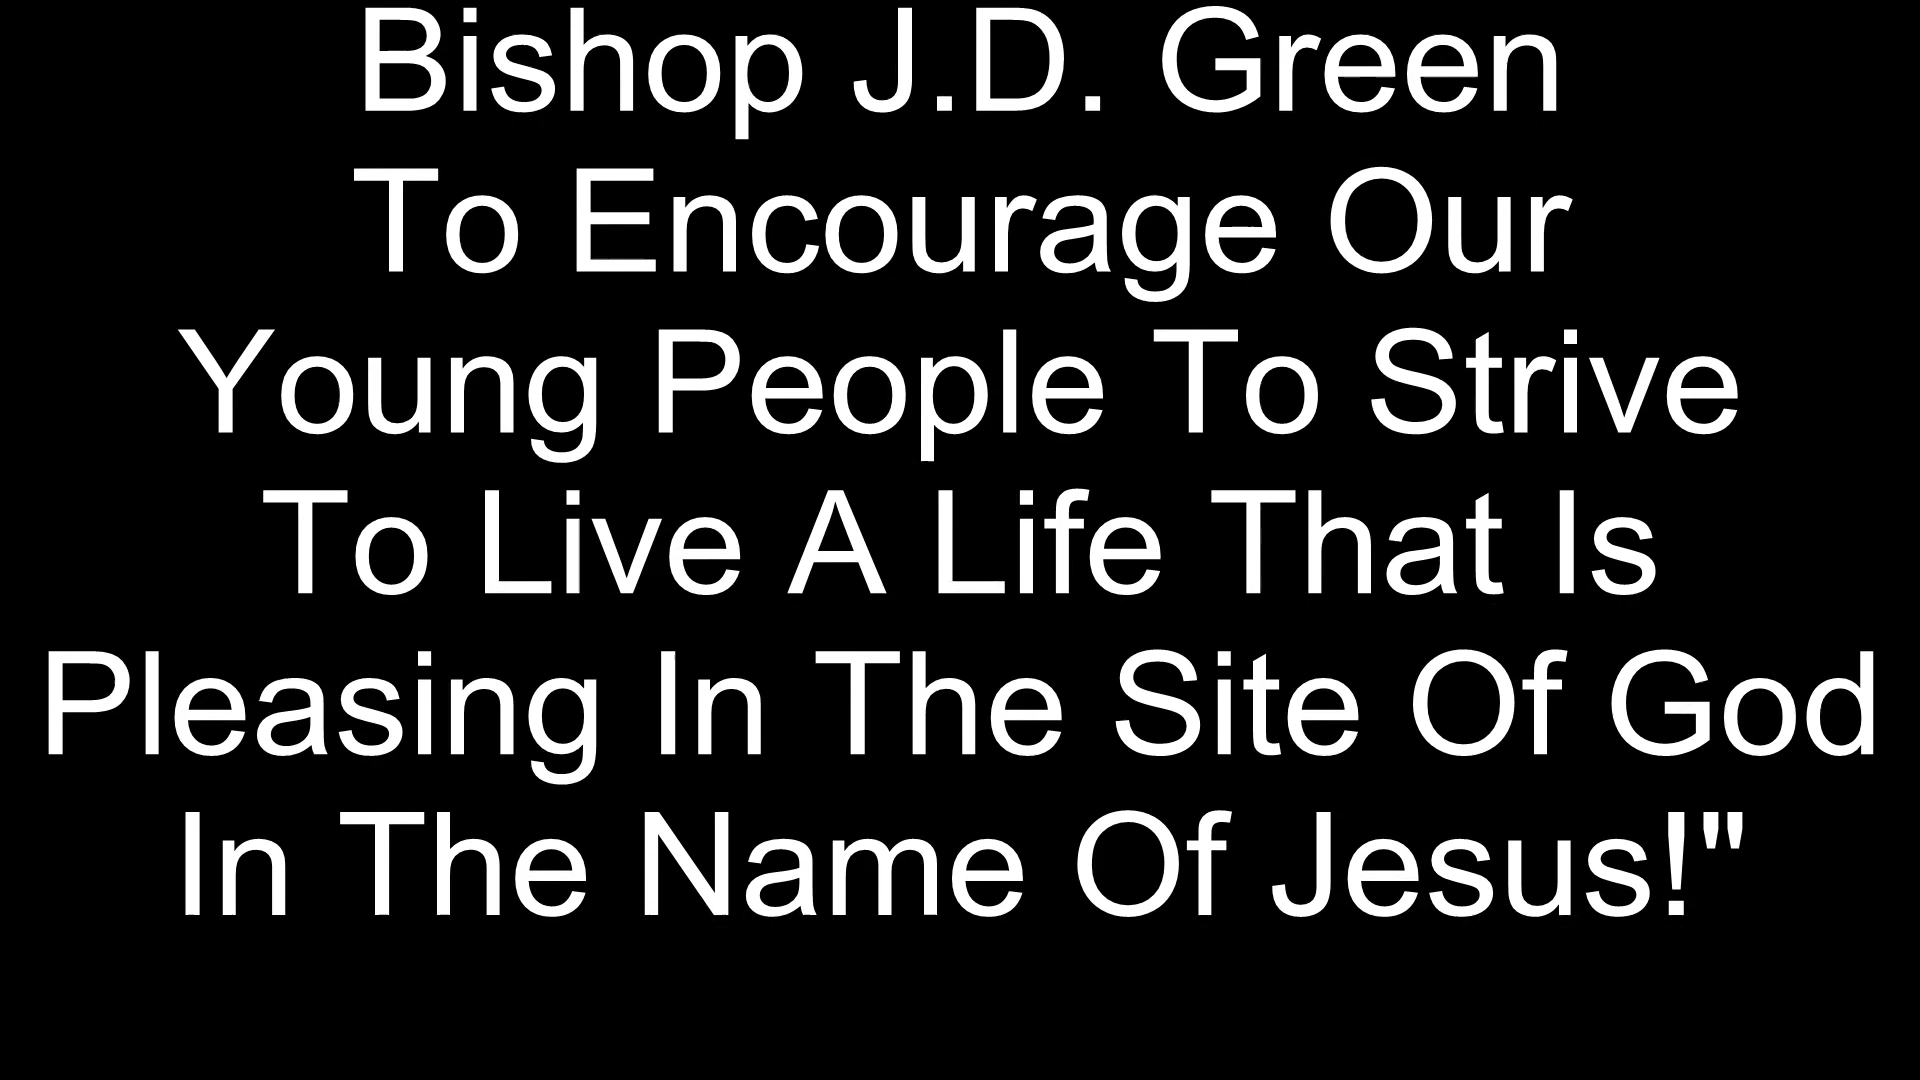 Bishop J.D. Green
To Encourage Our
Young People To Strive
To Live A Life That Is
Pleasing In The Site Of God
In The Name Of Jesus!"